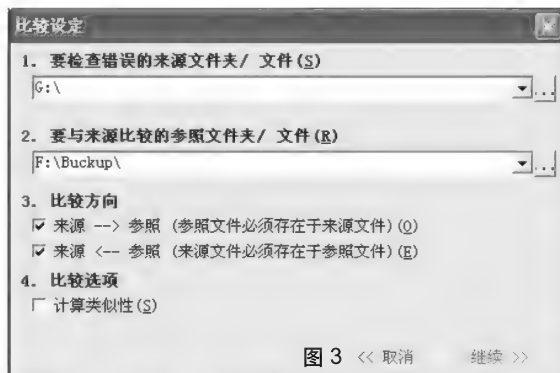 比较设定
1. 要检查错误的来源文件夹/ 文件(S)
G:\
...
2. 要与来源比较的参照文件夹/ 文件(R)
F:\Buckup\
...
3. 比较方向
来源 --> 参照 (参照文件必须存在于来源文件)(O)
来源 <-- 参照 (来源文件必须存在于参照文件)(E)
4. 比较选项
计算类似性(S)
图 3 << 取消 继续 >>